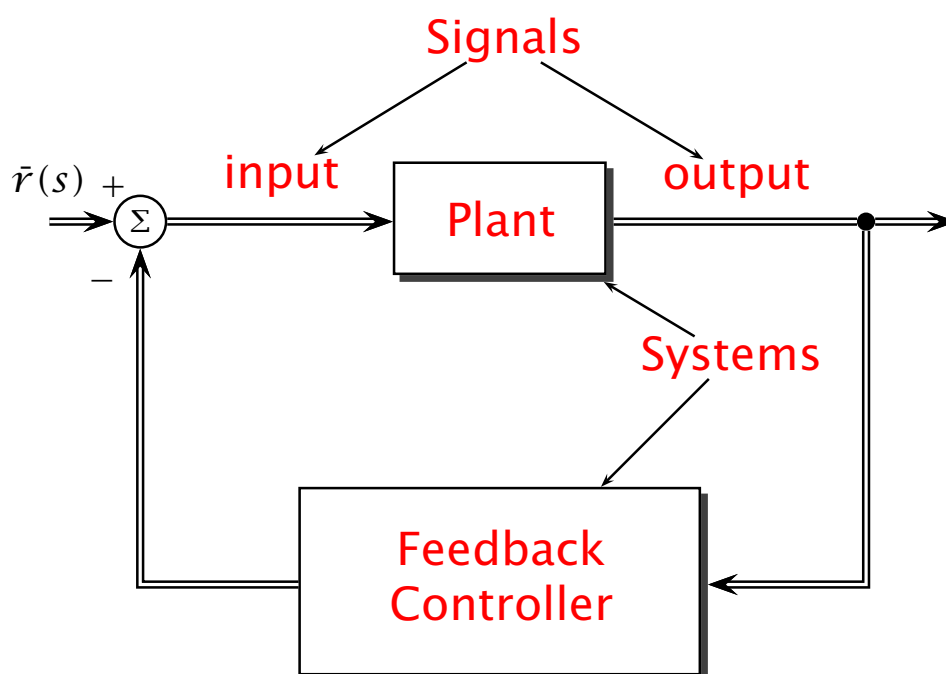 Signals
input
output
r̄(s)
+
Σ
Plant
−
Systems
Feedback
Controller